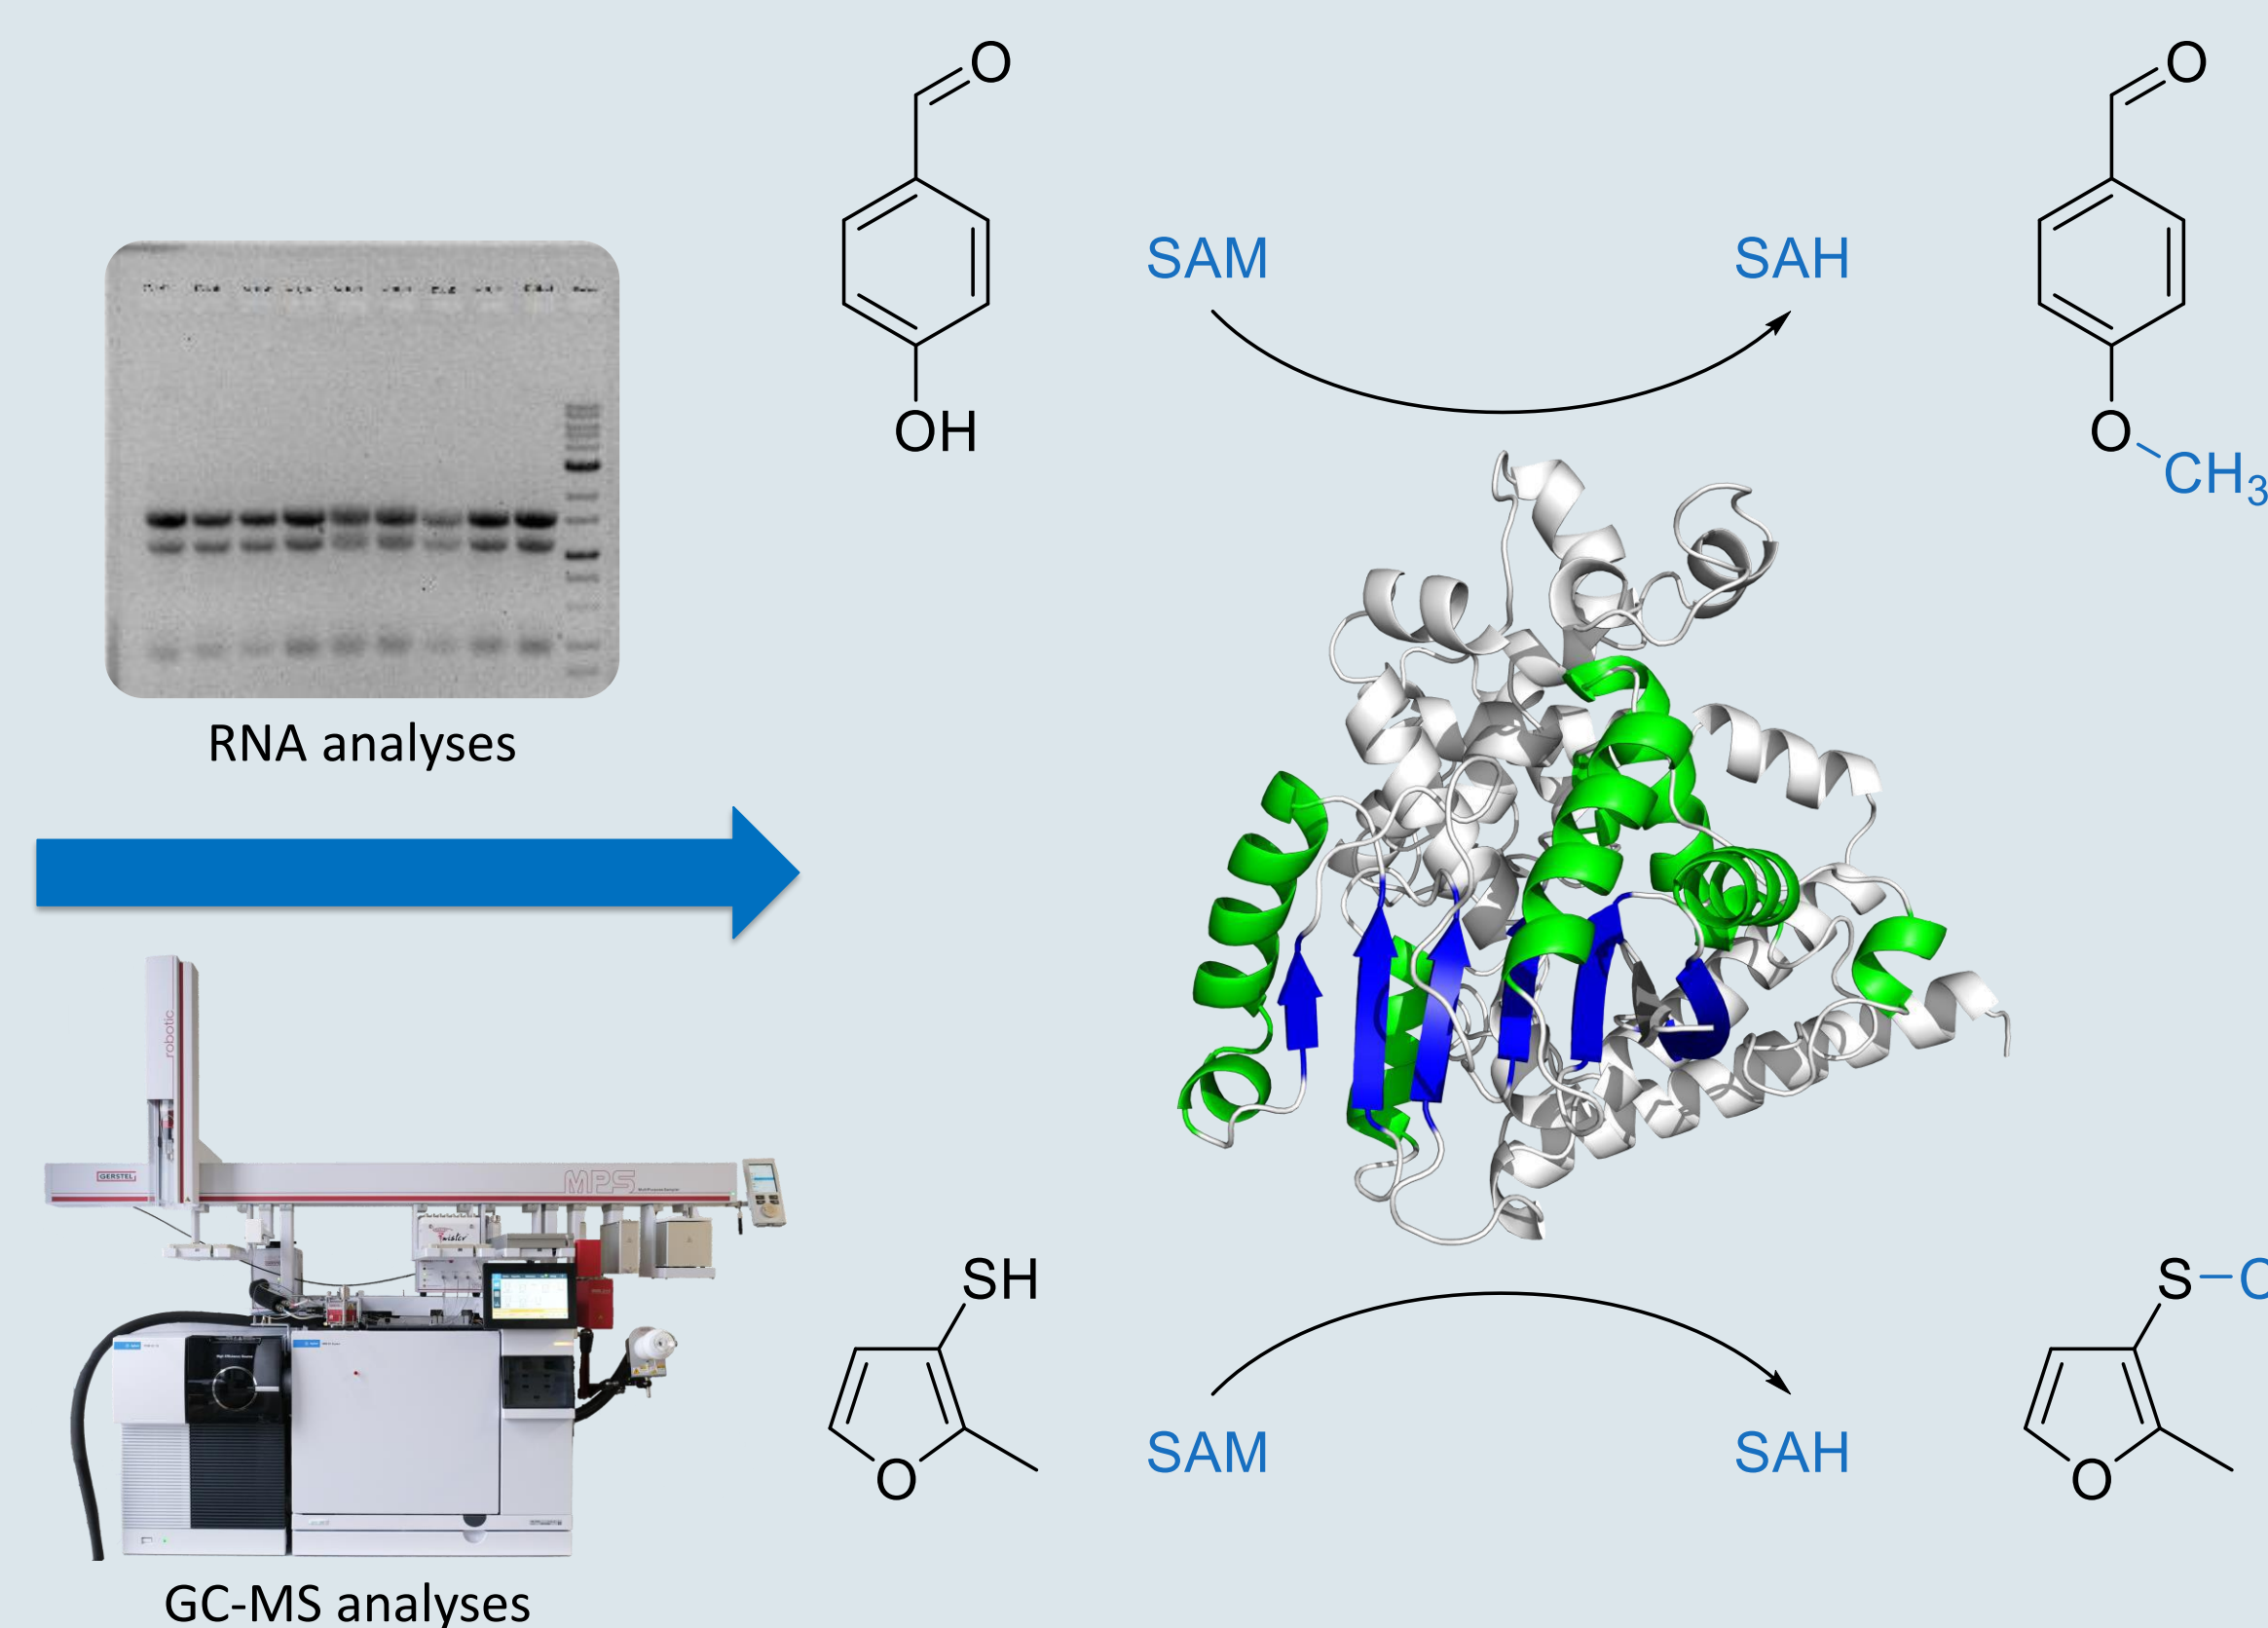 O
O
SAM
SAH
OH
O
CH3
RNA analyses
robotic
GERSTEL
MPS
SH
S
C
SAM
SAH
O
O
GC-MS analyses